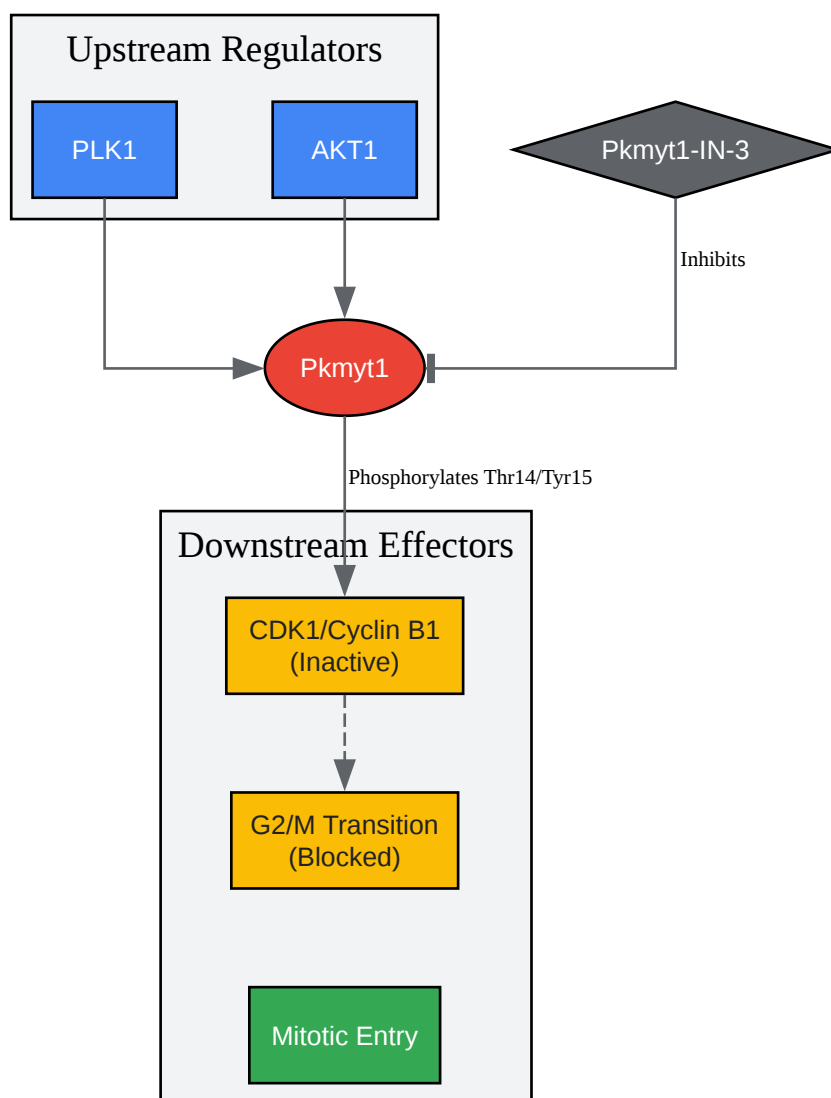 Upstream Regulators
PLK1
AKT1
Pkmyt1-IN-3
Inhibits
Pkmyt1
Phosphorylates Thr14/Tyr15
Downstream Effectors
CDK1/Cyclin B1
(Inactive)
G2/M Transition
(Blocked)
Mitotic Entry